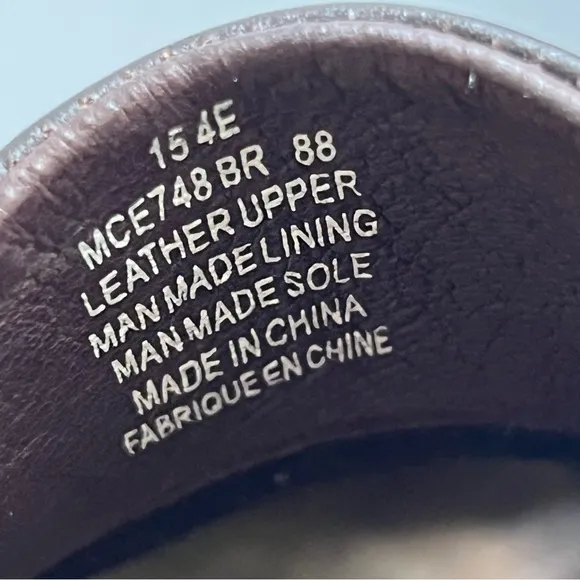 15 4E
MCE748 BR 88
LEATHER UPPER
MAN MADE LINING
MAN MADE SOLE
MADE IN CHINA
FABRIQUE EN CHINE